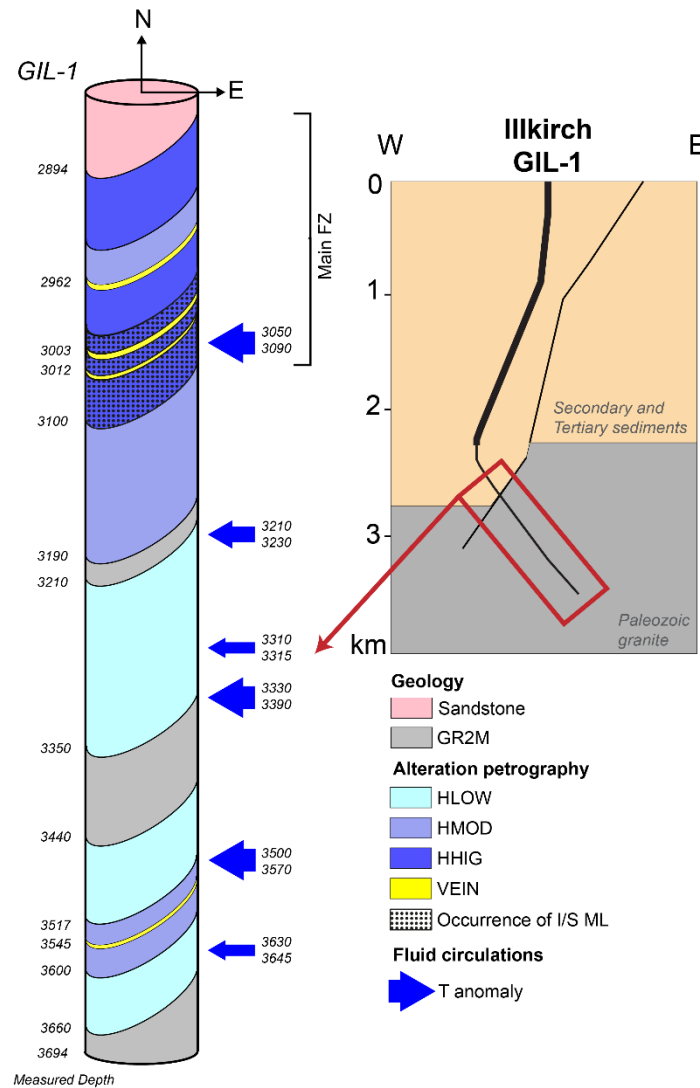 N
GIL-1
E
2894
2962
3003
3012
3100
3190
3210
3350
3440
3517
3545
3600
3660
3694
Measured Depth
Main FZ
3050
3090
3210
3230
3310
3315
3330
3390
3500
3570
3630
3645
Illkirch
GIL-1
W
E
0
1
2
3
km
Secondary and
Tertiary sediments
Paleozoic
granite
Geology
Sandstone
GR2M
Alteration petrography
HLOW
HMOD
HHIG
VEIN
Occurrence of I/S ML
Fluid circulations
T anomaly